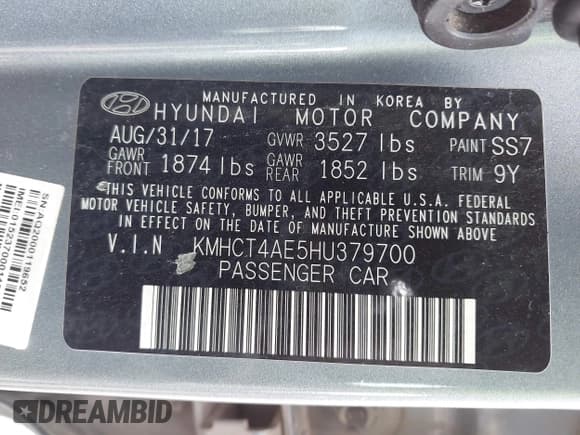 MANUFACTURED IN KOREA BY
HYUNDAI MOTOR COMPANY
AUG/31/17 GVWR 3527 lbs PAINT SS7
GAWR FRONT 1874 lbs GAWR REAR 1852 lbs TRIM 9Y
THIS VEHICLE CONFORMS TO ALL APPLICABLE U.S.A. FEDERAL
MOTOR VEHICLE SAFETY, BUMPER, AND THEFT PREVENTION STANDARDS
IN EFFECT ON THE DATE OF MANUFACTURE SHOWN ABOVE.
V.I.N KMHCT4AE5HU379700
PASSENGER CAR
SN AQ2000119652
DREAMBID